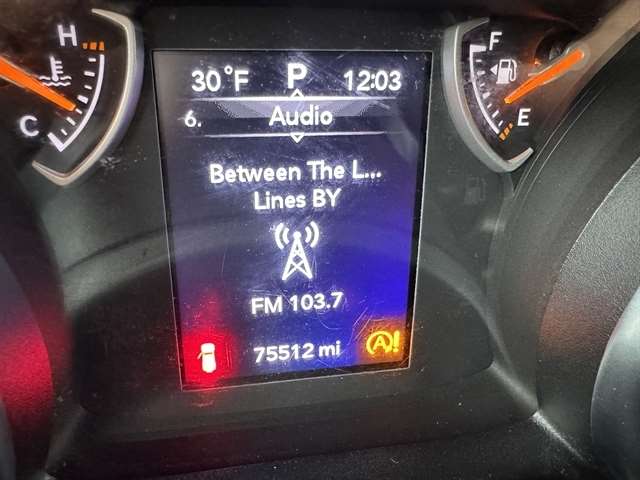 H
C
30°F P 12:03
6. Audio
Between The L...
Lines BY
FM 103.7
75512 mi
A!
F
E